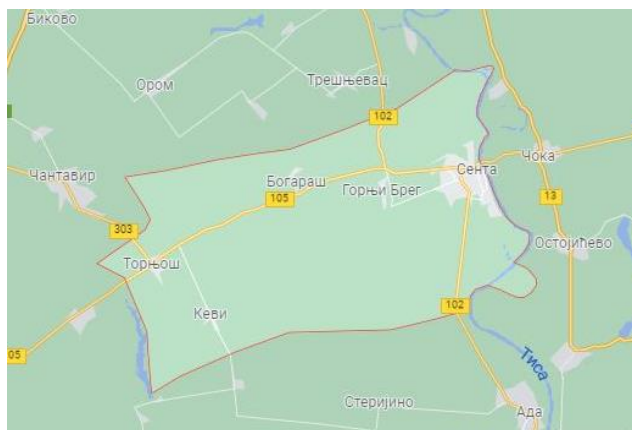 Биково
Ором
Трешњевац
102
Чантавир
Богараш
Горњи Брег
Сента
Чока
105
13
303
Торњош
Остојићево
Кеви
102
05
Тиса
Стеријино
Ада